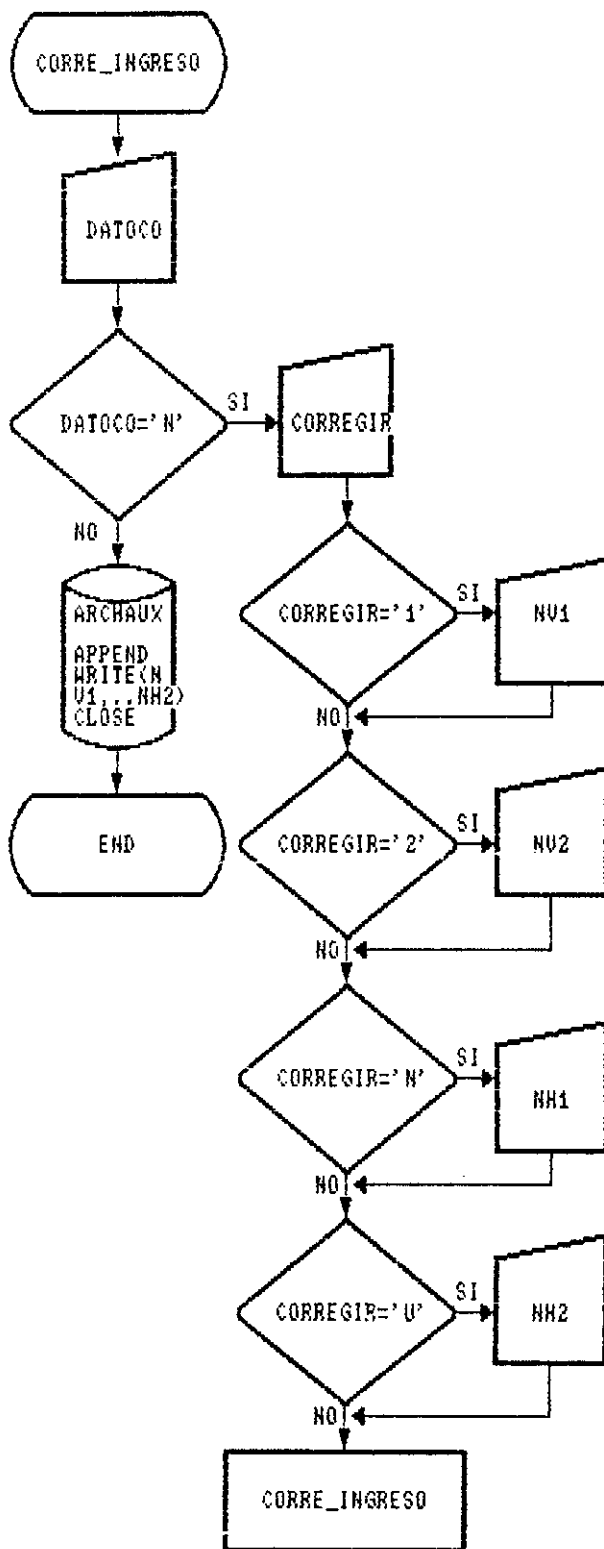 CORRE_INGRESO
DATOCO
DATOCO='N'
SI
CORREGIR
NO
ARCHAUX
APPEND
WRITE(N
V1,..NH2)
CLOSE
END
CORREGIR='1'
SI
NV1
NO
CORREGIR='2'
SI
NV2
NO
CORREGIR='N'
SI
NH1
NO
CORREGIR='U'
SI
NH2
NO
CORRE_INGRESO